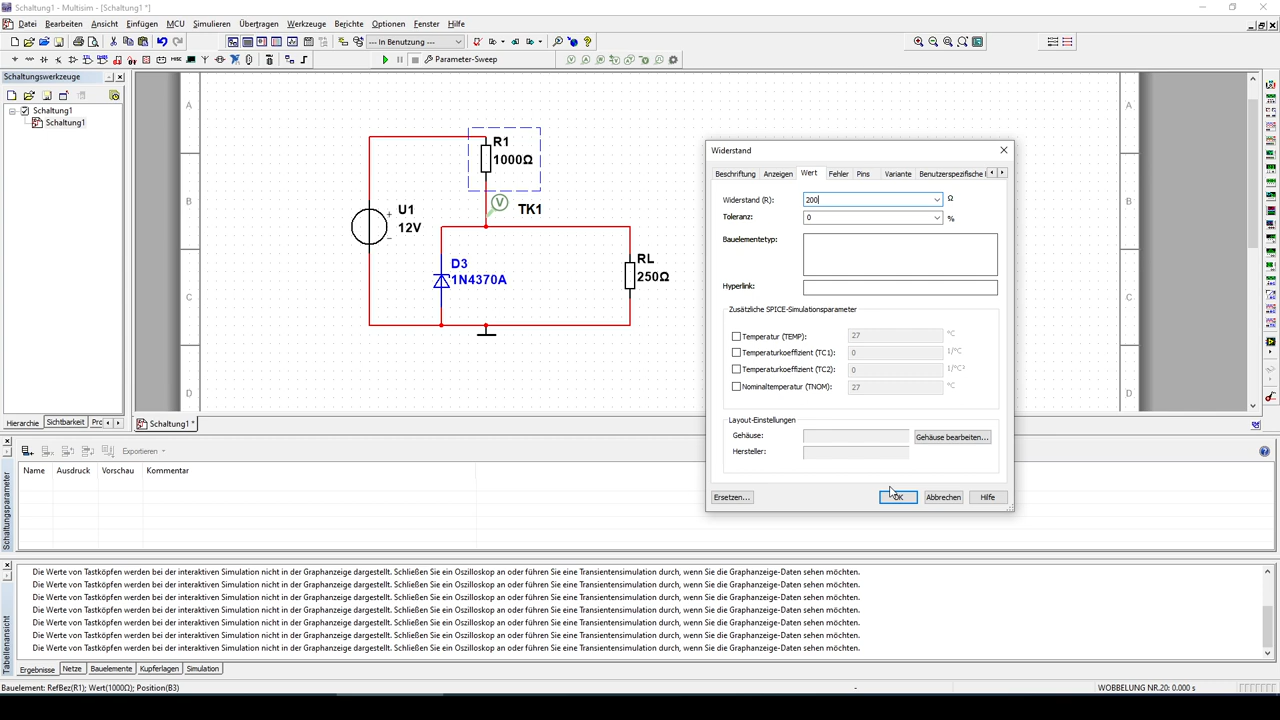 Schaltung1 - Multisim - [Schaltung1 *]
Datei Bearbeiten Ansicht Einfügen MCU Simulieren Übertragen Werkzeuge Berichte Optionen Fenster Hilfe
--- In Benutzung ---
Parameter-Sweep
Schaltungswerkzeuge
Schaltung1
Schaltung1
A
B
C
D
A
B
C
D
R1
1000Ω
U1
12V
TK1
D3
1N4370A
RL
250Ω
Widerstand
Beschriftung Anzeigen Wert Fehler Pins Variante Benutzerspezifische
Widerstand (R): 200 Ω
Toleranz: 0 %
Bauelementetyp:
Hyperlink:
Zusätzliche SPICE-Simulationsparameter
Temperatur (TEMP): 27 °C
Temperaturkoeffizient (TC1): 0 1/°C
Temperaturkoeffizient (TC2): 0 1/°C²
Nominaltemperatur (TNOM): 27 °C
Layout-Einstellungen
Gehäuse: Gehäuse bearbeiten...
Hersteller:
Ersetzen... OK Abbrechen Hilfe
Hierarchie Sichtbarkeit Prc
Schaltung1 *
Exportieren
Name Ausdruck Vorschau Kommentar
Schaltungsparameter
Die Werte von Tastköpfen werden bei der interaktiven Simulation nicht in der Graphanzeige dargestellt. Schließen Sie ein Oszilloskop an oder führen Sie eine Transientensimulation durch, wenn Sie die Graphanzeige-Daten sehen möchten.
Die Werte von Tastköpfen werden bei der interaktiven Simulation nicht in der Graphanzeige dargestellt. Schließen Sie ein Oszilloskop an oder führen Sie eine Transientensimulation durch, wenn Sie die Graphanzeige-Daten sehen möchten.
Die Werte von Tastköpfen werden bei der interaktiven Simulation nicht in der Graphanzeige dargestellt. Schließen Sie ein Oszilloskop an oder führen Sie eine Transientensimulation durch, wenn Sie die Graphanzeige-Daten sehen möchten.
Die Werte von Tastköpfen werden bei der interaktiven Simulation nicht in der Graphanzeige dargestellt. Schließen Sie ein Oszilloskop an oder führen Sie eine Transientensimulation durch, wenn Sie die Graphanzeige-Daten sehen möchten.
Die Werte von Tastköpfen werden bei der interaktiven Simulation nicht in der Graphanzeige dargestellt. Schließen Sie ein Oszilloskop an oder führen Sie eine Transientensimulation durch, wenn Sie die Graphanzeige-Daten sehen möchten.
Die Werte von Tastköpfen werden bei der interaktiven Simulation nicht in der Graphanzeige dargestellt. Schließen Sie ein Oszilloskop an oder führen Sie eine Transientensimulation durch, wenn Sie die Graphanzeige-Daten sehen möchten.
Die Werte von Tastköpfen werden bei der interaktiven Simulation nicht in der Graphanzeige dargestellt. Schließen Sie ein Oszilloskop an oder führen Sie eine Transientensimulation durch, wenn Sie die Graphanzeige-Daten sehen möchten.
Tabellenansicht
Ergebnisse Netze Bauelemente Kupferlagen Simulation
Bauelement: RefBez(R1); Wert(1000Ω); Position(B3) - WOBBELUNG NR.20: 0.000 s